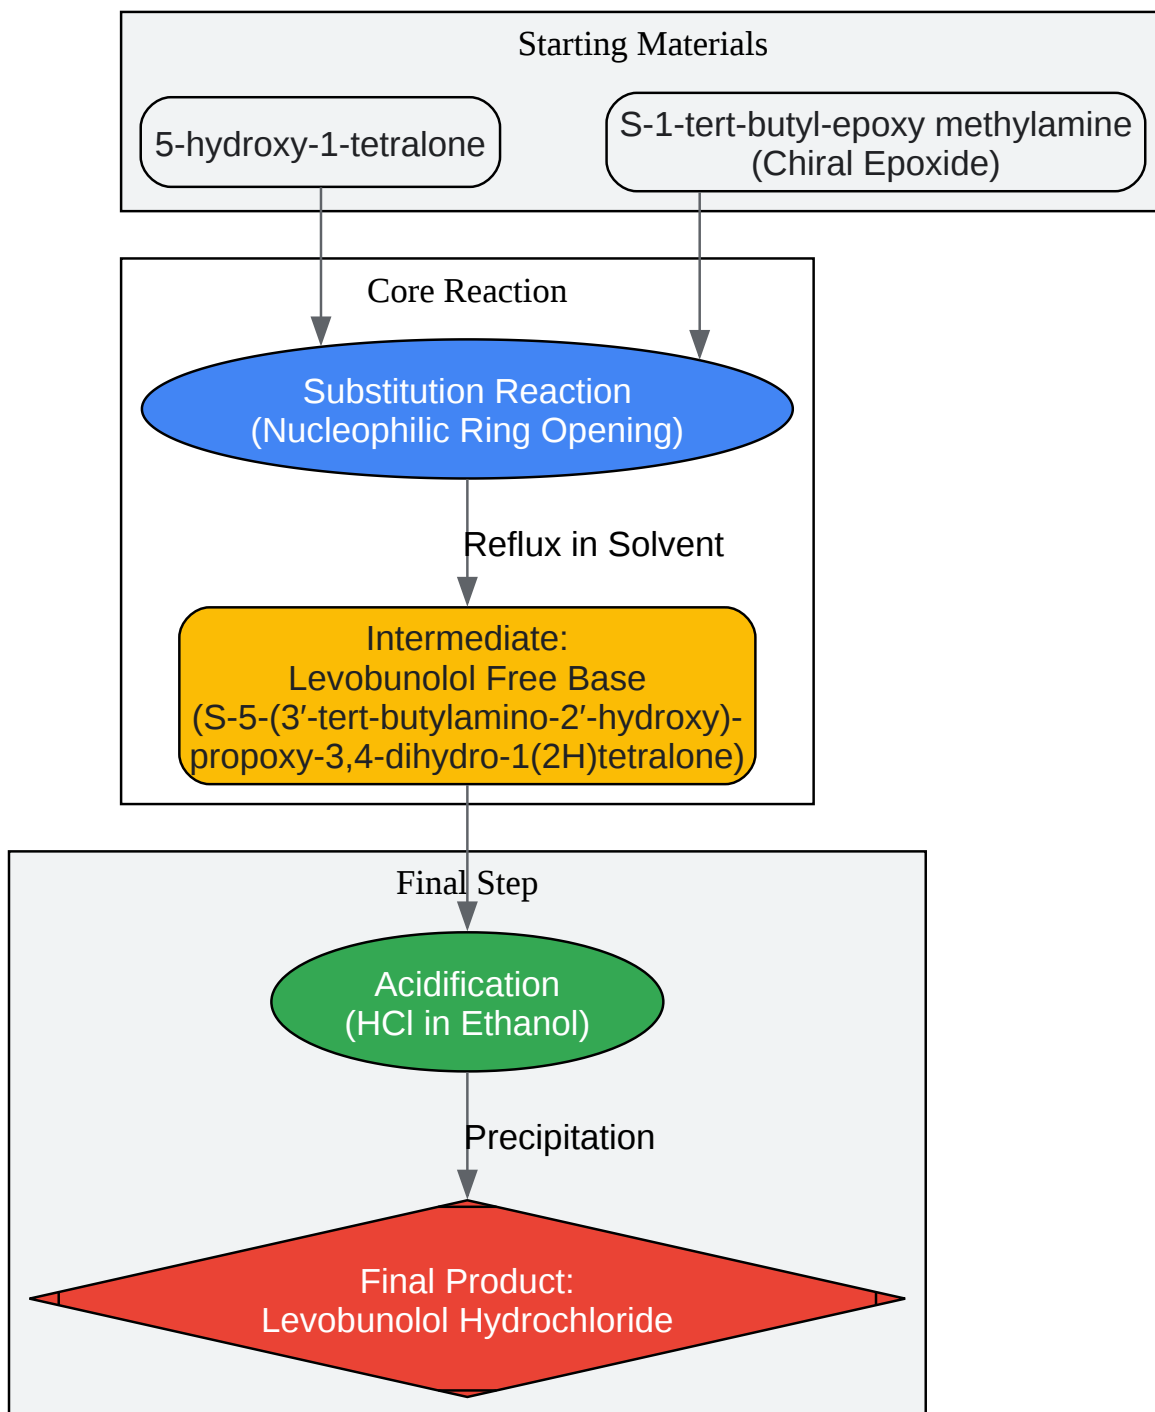 Starting Materials
5-hydroxy-1-tetralone
S-1-tert-butyl-epoxy methylamine
(Chiral Epoxide)
Core Reaction
Substitution Reaction
(Nucleophilic Ring Opening)
Reflux in Solvent
Intermediate:
Levobunolol Free Base
(S-5-(3′-tert-butylamino-2′-hydroxy)-
propoxy-3,4-dihydro-1(2H)tetralone)
Final Step
Acidification
(HCl in Ethanol)
Precipitation
Final Product:
Levobunolol Hydrochloride